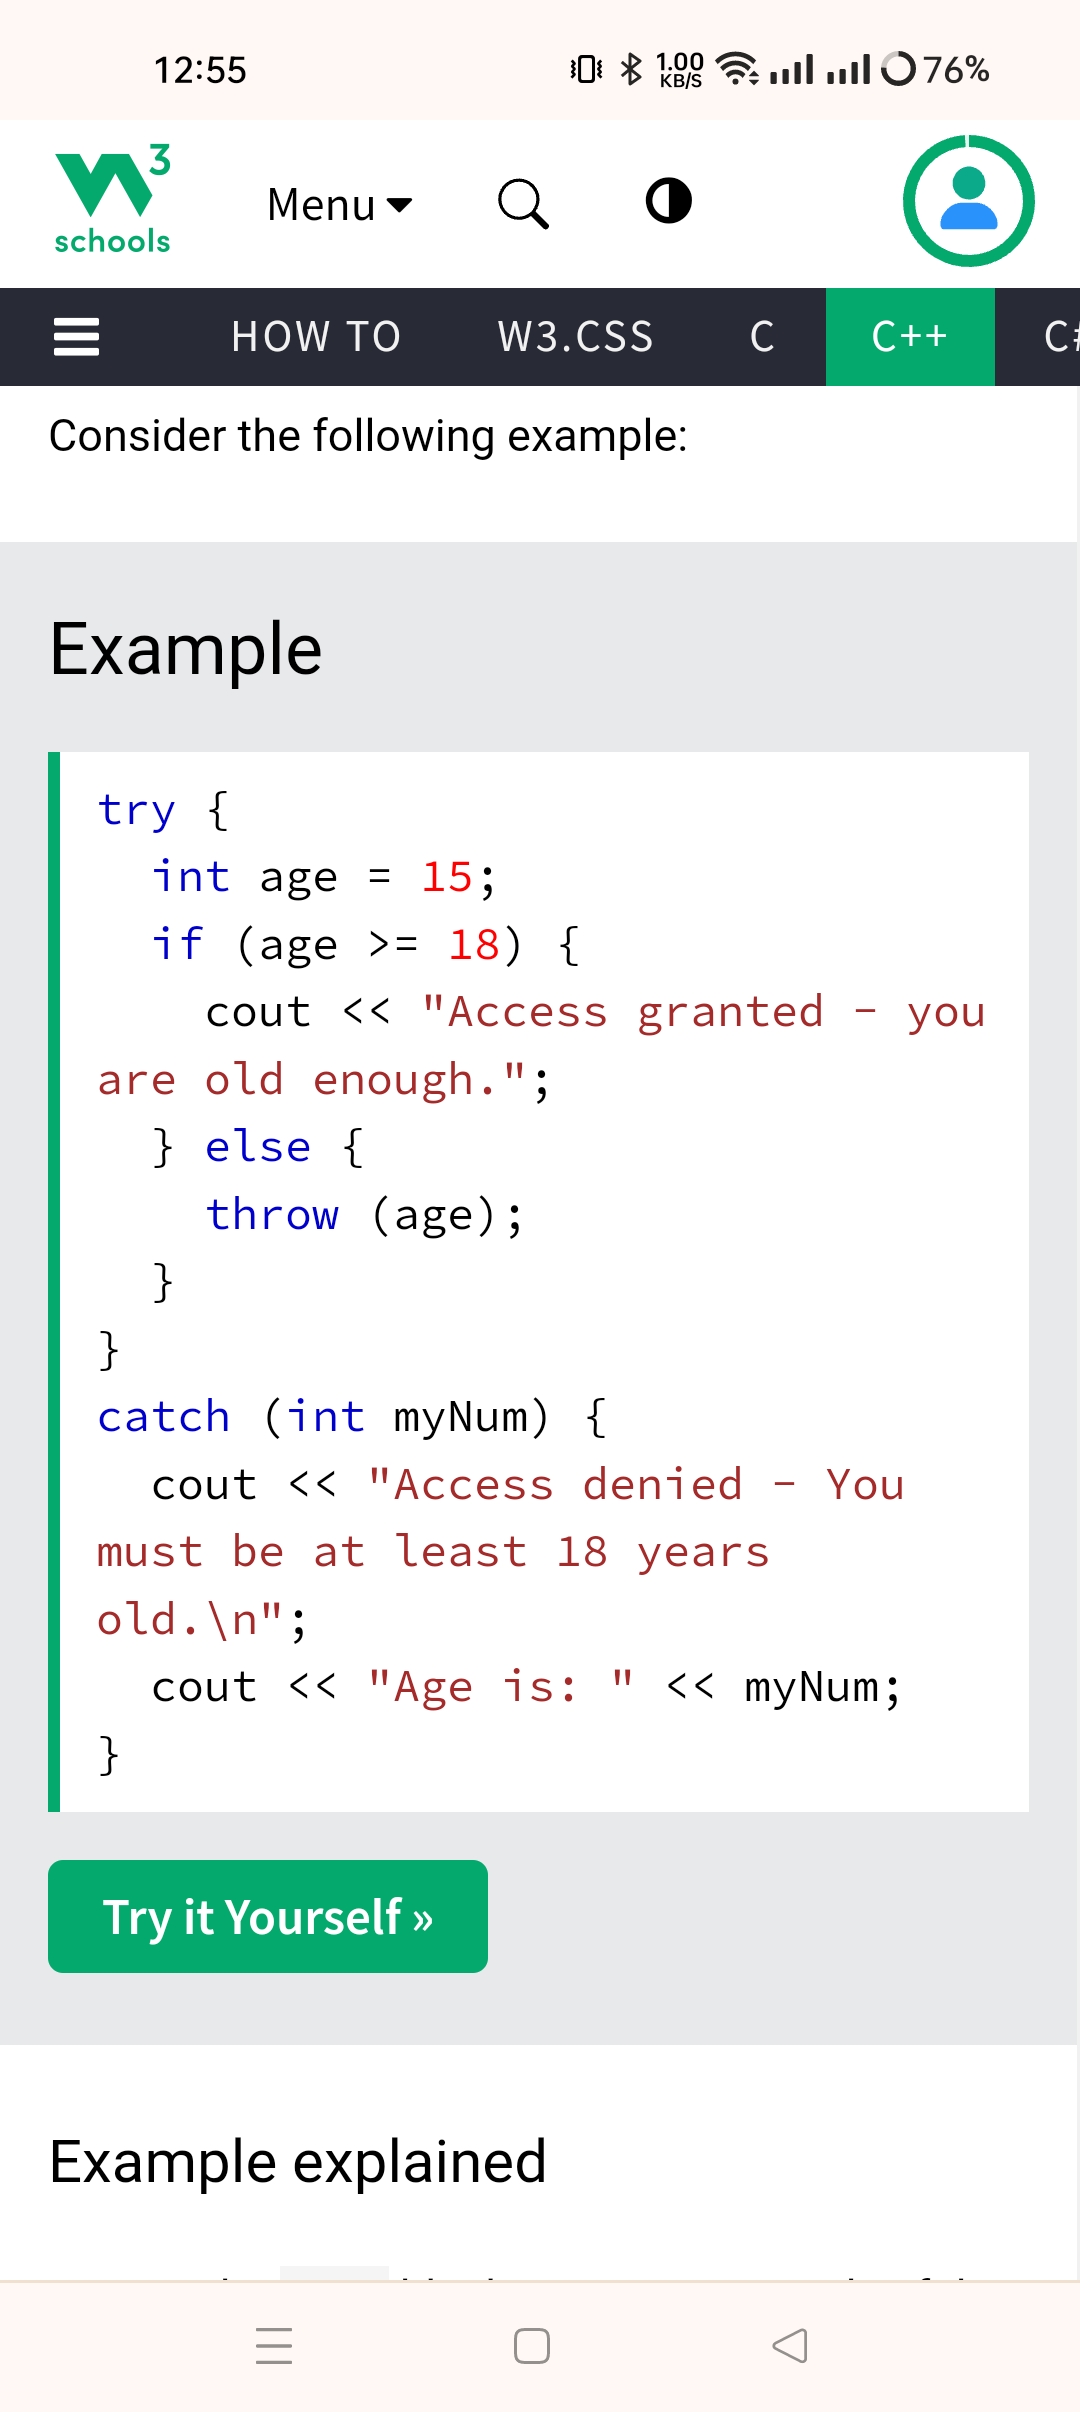 12:55
1.00 KB/S 76%
W3 schools
Menu
HOW TO W3.CSS C C++ C#
Consider the following example:
Example
try {
  int age = 15;
  if (age >= 18) {
    cout << "Access granted - you
are old enough.";
  } else {
    throw (age);
  }
}
catch (int myNum) {
  cout << "Access denied - You
must be at least 18 years
old.\n";
  cout << "Age is: " << myNum;
}
Try it Yourself »
Example explained